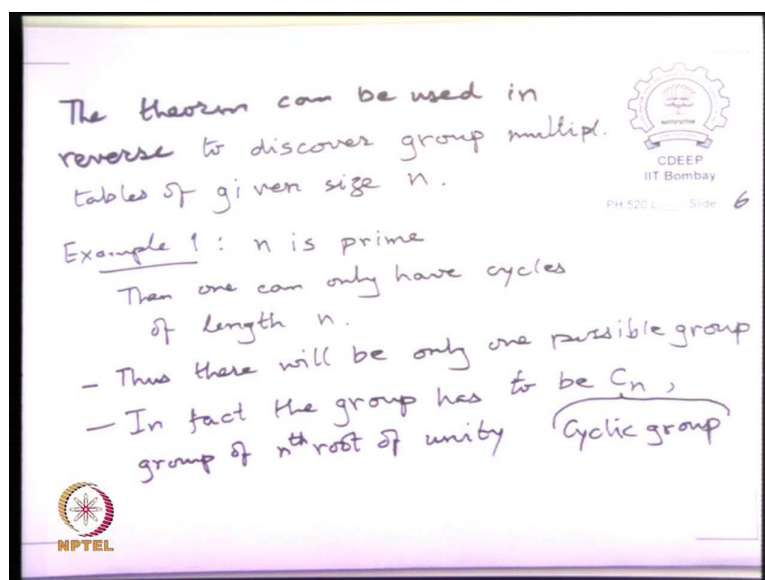 The theorem can be used in
reverse to discover group multipl.
tables of given size n.
CDEEP
IIT Bombay
PH 520 L Slide 6
Example 1 : n is prime
Then one can only have cycles
of length n.
- Thus there will be only one possible group
- In fact the group has to be Cn,
group of nth root of unity Cyclic group
NPTEL